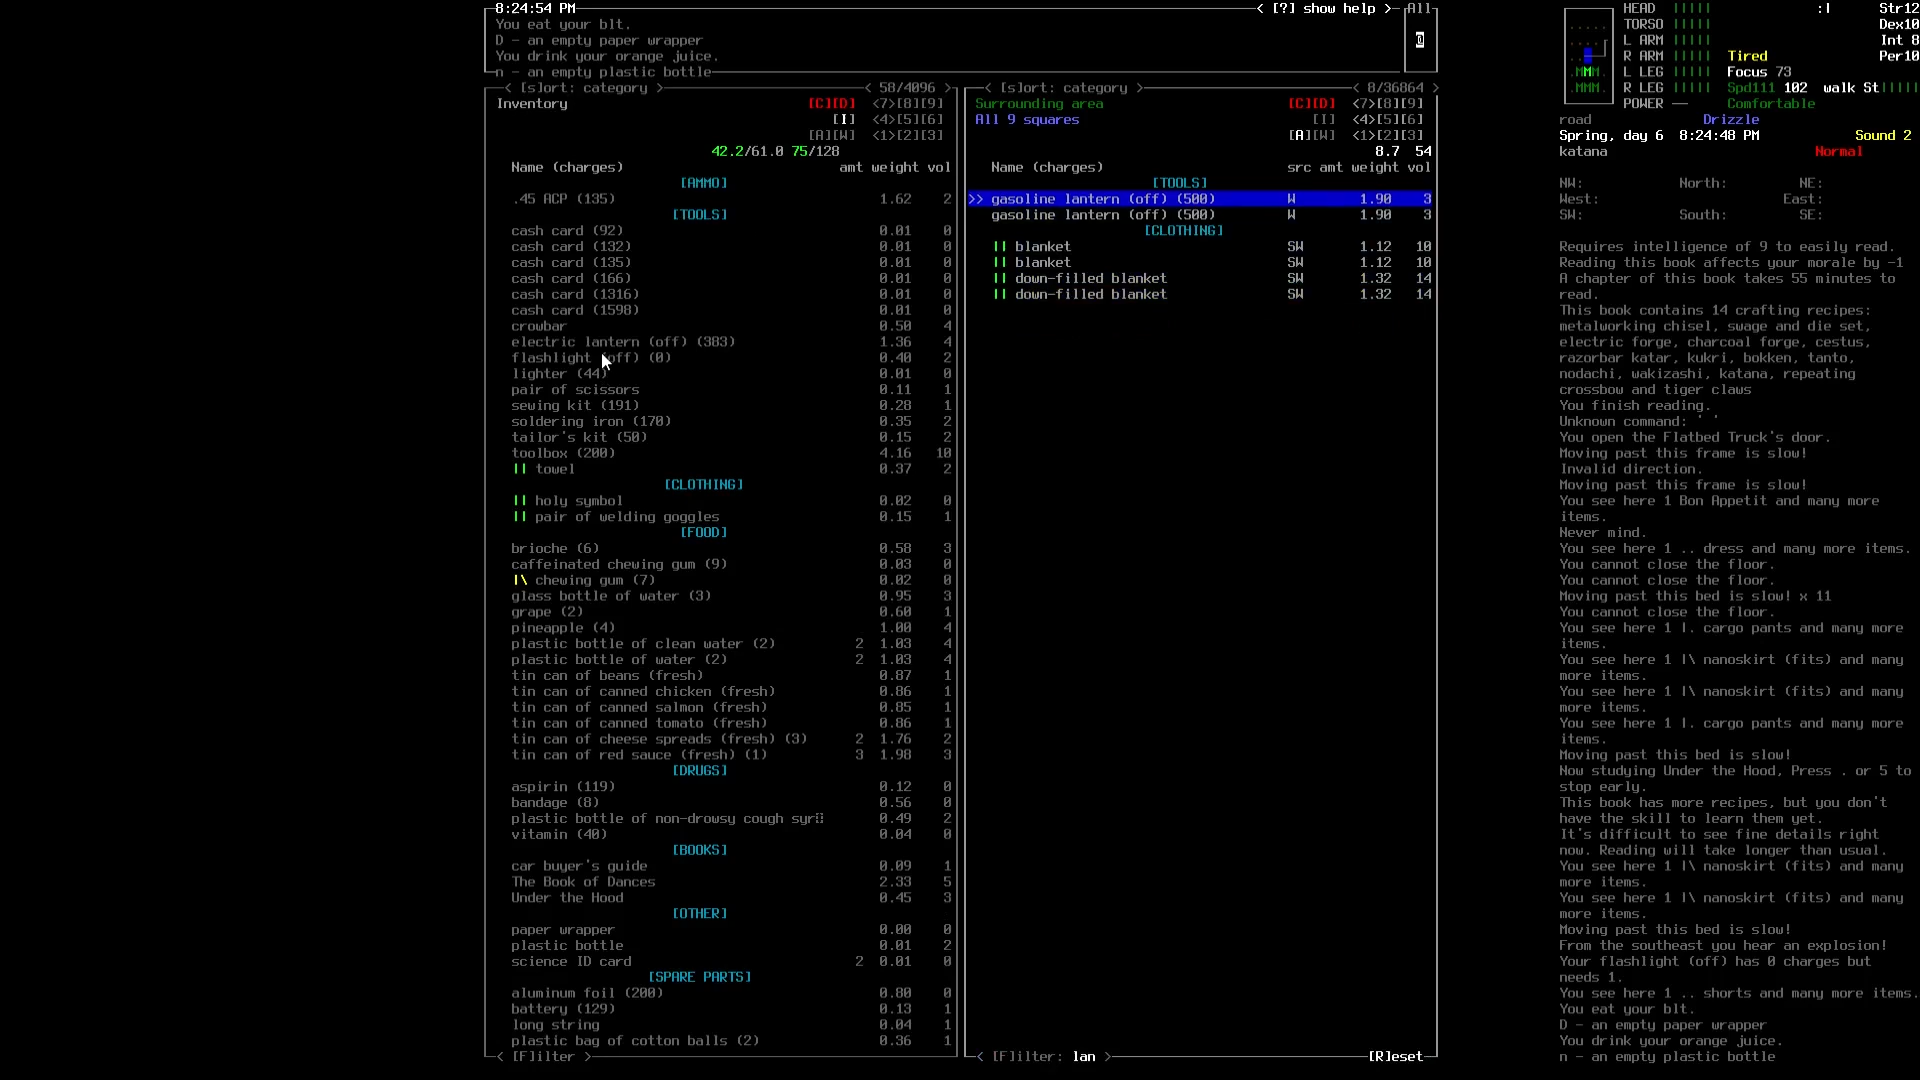 8:24:54 PM
< [?] show help >
You eat your blt.
D - an empty paper wrapper
You drink your orange juice.
n - an empty plastic bottle
All
< [s]ort: category > < 58/4096 >
Inventory [C][D] <7>[8][9]
[I] <4>[5][6]
[A][W] <1>[2][3]
42.2/61.0 75/128
Name (charges) amt weight vol
[AMMO]
.45 ACP (135) 1.62 2
[TOOLS]
cash card (92) 0.01 0
cash card (132) 0.01 0
cash card (135) 0.01 0
cash card (166) 0.01 0
cash card (1316) 0.01 0
cash card (1598) 0.01 0
crowbar 0.50 4
electric lantern (off) (383) 1.36 4
flashlight (off) (0) 0.40 2
lighter (44) 0.01 0
pair of scissors 0.11 1
sewing kit (191) 0.28 1
soldering iron (170) 0.35 2
tailor's kit (50) 0.15 2
toolbox (200) 4.16 10
|| towel 0.37 2
[CLOTHING]
|| holy symbol 0.02 0
|| pair of welding goggles 0.15 1
[FOOD]
brioche (6) 0.58 3
caffeinated chewing gum (9) 0.03 0
|\ chewing gum (7) 0.02 0
glass bottle of water (3) 0.95 3
grape (2) 0.60 1
pineapple (4) 1.00 4
plastic bottle of clean water (2) 2 1.03 4
plastic bottle of water (2) 2 1.03 4
tin can of beans (fresh) 0.87 1
tin can of canned chicken (fresh) 0.86 1
tin can of canned salmon (fresh) 0.85 1
tin can of canned tomato (fresh) 0.86 1
tin can of cheese spreads (fresh) (3) 2 1.76 2
tin can of red sauce (fresh) (1) 3 1.98 3
[DRUGS]
aspirin (119) 0.12 0
bandage (8) 0.56 0
plastic bottle of non-drowsy cough syr 0.49 2
vitamin (40) 0.04 0
[BOOKS]
car buyer's guide 0.09 1
The Book of Dances 2.33 5
Under the Hood 0.45 3
[OTHER]
paper wrapper 0.00 0
plastic bottle 0.01 2
science ID card 2 0.01 0
[SPARE PARTS]
aluminum foil (200) 0.80 0
battery (129) 0.13 1
long string 0.04 1
plastic bag of cotton balls (2) 0.36 1
< [F]ilter >
< [s]ort: category > < 8/36864 >
Surrounding area [C][D] <7>[8][9]
All 9 squares [I] <4>[5][6]
[A][W] <1>[2][3]
8.7 54
Name (charges) src amt weight vol
[TOOLS]
>> gasoline lantern (off) (500) W 1.90 3
gasoline lantern (off) (500) W 1.90 3
[CLOTHING]
|| blanket SW 1.12 10
|| blanket SW 1.12 10
|| down-filled blanket SW 1.32 14
|| down-filled blanket SW 1.32 14
< [F]ilter: lan > [R]eset
HEAD ||||| :| Str12
TORSO ||||| Dex10
L ARM ||||| Int 8
R ARM ||||| Tired Per10
L LEG ||||| Focus 73
R LEG ||||| Spd111 102 walk St|||||
POWER -- Comfortable
road Drizzle
Spring, day 6 8:24:48 PM Sound 2
katana Normal
NW: North: NE:
West: East:
SW: South: SE:
Requires intelligence of 9 to easily read.
Reading this book affects your morale by -1
A chapter of this book takes 55 minutes to
read.
This book contains 14 crafting recipes:
metalworking chisel, swage and die set,
electric forge, charcoal forge, cestus,
razorbar katar, kukri, bokken, tanto,
nodachi, wakizashi, katana, repeating
crossbow and tiger claws
You finish reading.
Unknown command: ' '
You open the Flatbed Truck's door.
Moving past this frame is slow!
Invalid direction.
Moving past this frame is slow!
You see here 1 Bon Appetit and many more
items.
Never mind.
You see here 1 .. dress and many more items.
You cannot close the floor.
You cannot close the floor.
Moving past this bed is slow! x 11
You cannot close the floor.
You see here 1 |. cargo pants and many more
items.
You see here 1 |\ nanoskirt (fits) and many
more items.
You see here 1 |\ nanoskirt (fits) and many
more items.
You see here 1 |. cargo pants and many more
items.
Moving past this bed is slow!
Now studying Under the Hood, Press . or 5 to
stop early.
This book has more recipes, but you don't
have the skill to learn them yet.
It's difficult to see fine details right
now. Reading will take longer than usual.
You see here 1 |\ nanoskirt (fits) and many
more items.
You see here 1 |\ nanoskirt (fits) and many
more items.
Moving past this bed is slow!
From the southeast you hear an explosion!
Your flashlight (off) has 0 charges but
needs 1.
You see here 1 .. shorts and many more items.
You eat your blt.
D - an empty paper wrapper
You drink your orange juice.
n - an empty plastic bottle